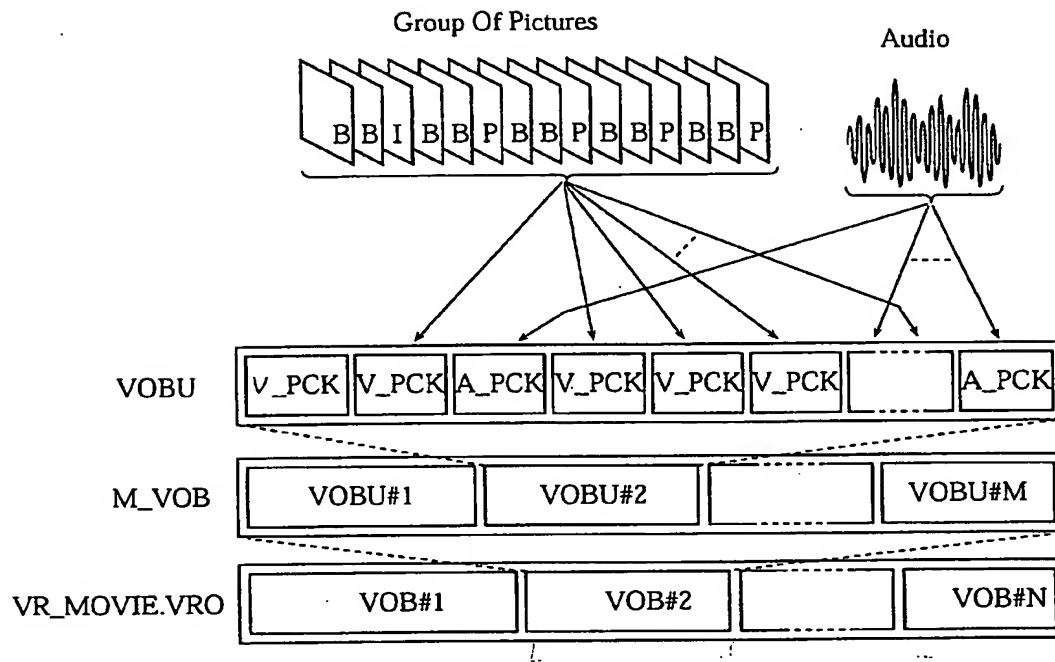 Group Of Pictures
Audio
B B I B B P B B P B B P B B P
VOBU V_PCK V_PCK A_PCK V_PCK V_PCK V_PCK A_PCK
M_VOB VOBU#1 VOBU#2 VOBU#M
VR_MOVIE.VRO VOB#1 VOB#2 VOB#N